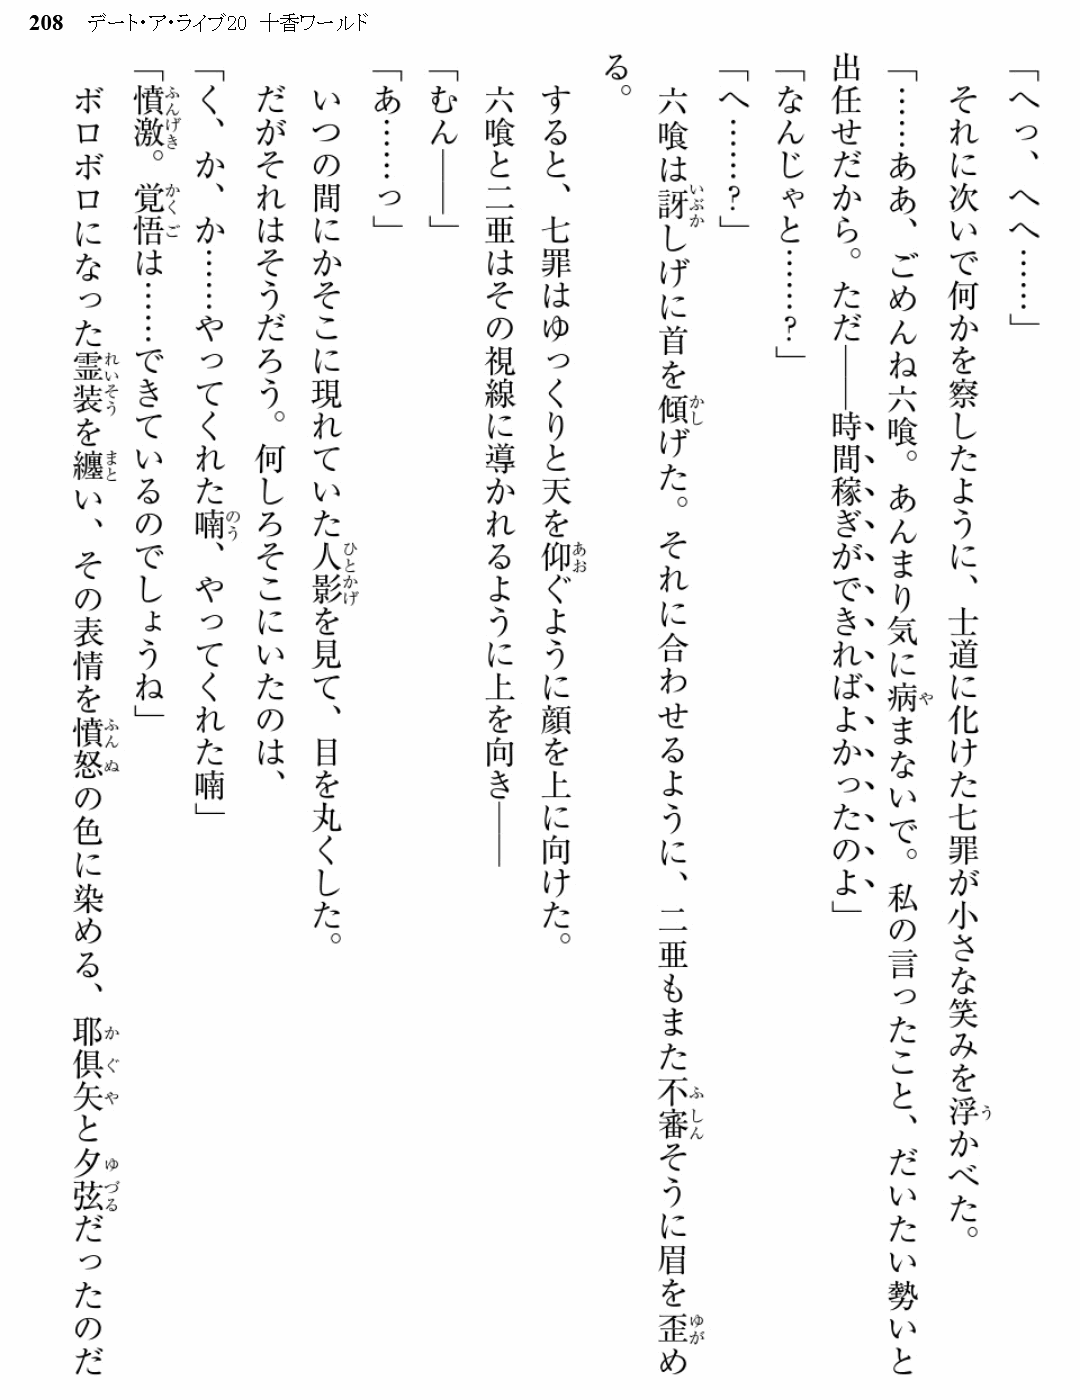 208 デート・ア・ライブ20 十香ワールド
「へっ、へへ……」
それに次いで何かを察したように、士道に化けた七罪が小さな笑みを浮かべた。
「……ああ、ごめんね六喰。あんまり気に病まないで。私の言ったこと、だいたい勢いと
出任せだから。ただ――時間稼ぎができればよかったのよ」
「なんじゃと……?」
「へ……?」
六喰は訝しげに首を傾げた。それに合わせるように、二亜もまた不審そうに眉を歪め
る。
すると、七罪はゆっくりと天を仰ぐように顔を上に向けた。
六喰と二亜はその視線に導かれるように上を向き――
「むん――」
「あ……っ」
いつの間にかそこに現れていた人影を見て、目を丸くした。
だがそれはそうだろう。何しろそこにいたのは、
「く、か、か……やってくれた喃、やってくれた喃」
「憤激。覚悟は……できているのでしょうね」
ボロボロになった霊装を纏い、その表情を憤怒の色に染める、耶倶矢と夕弦だったのだ